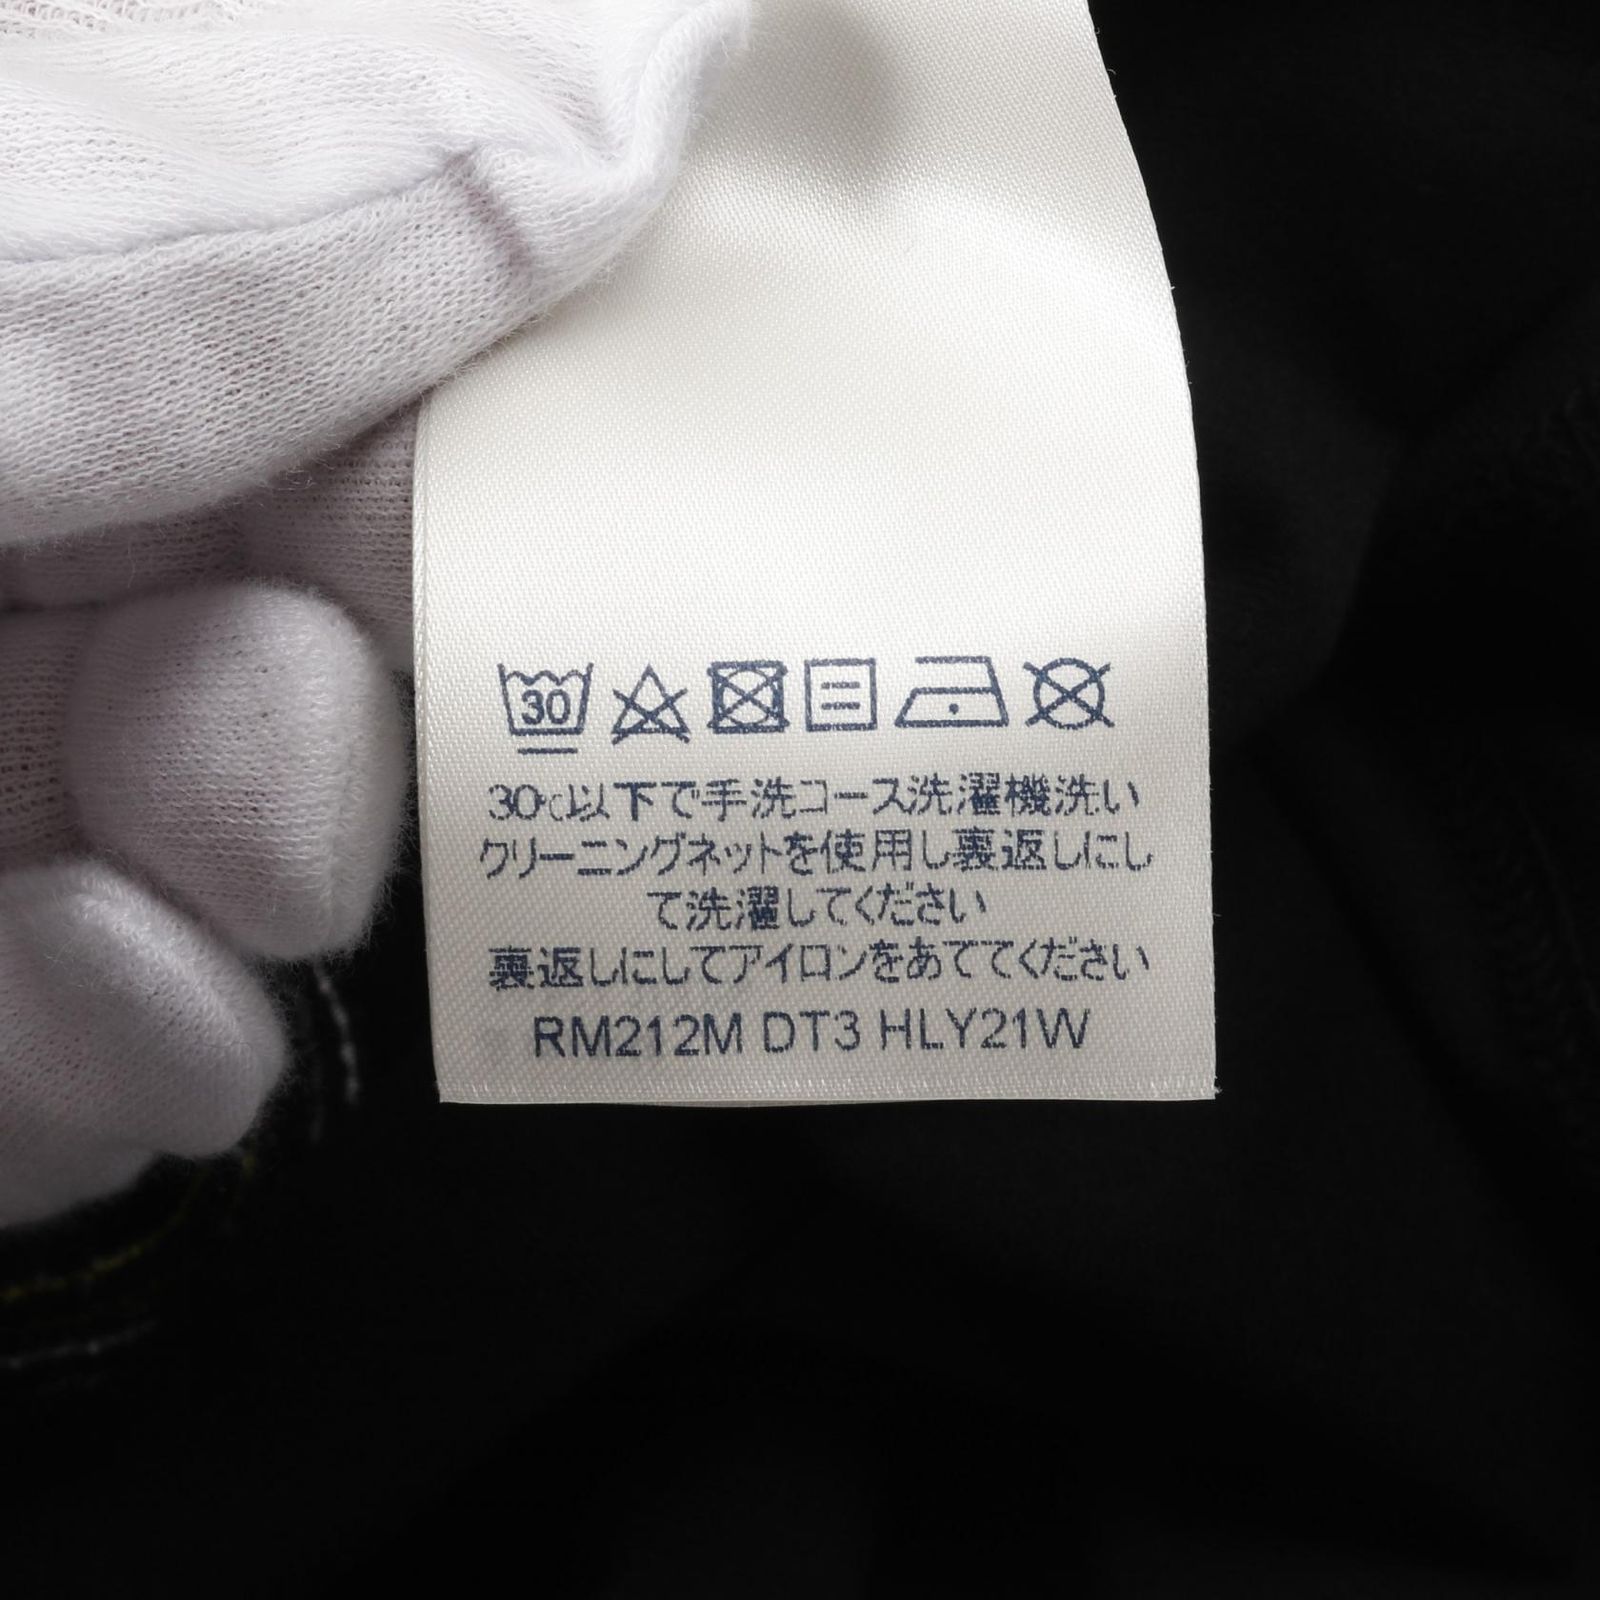 30
30℃以下で手洗コース洗濯機洗い
クリーニングネットを使用し裏返しにし
て洗濯してください
裏返しにしてアイロンをあててください
RM212M DT3 HLY21W